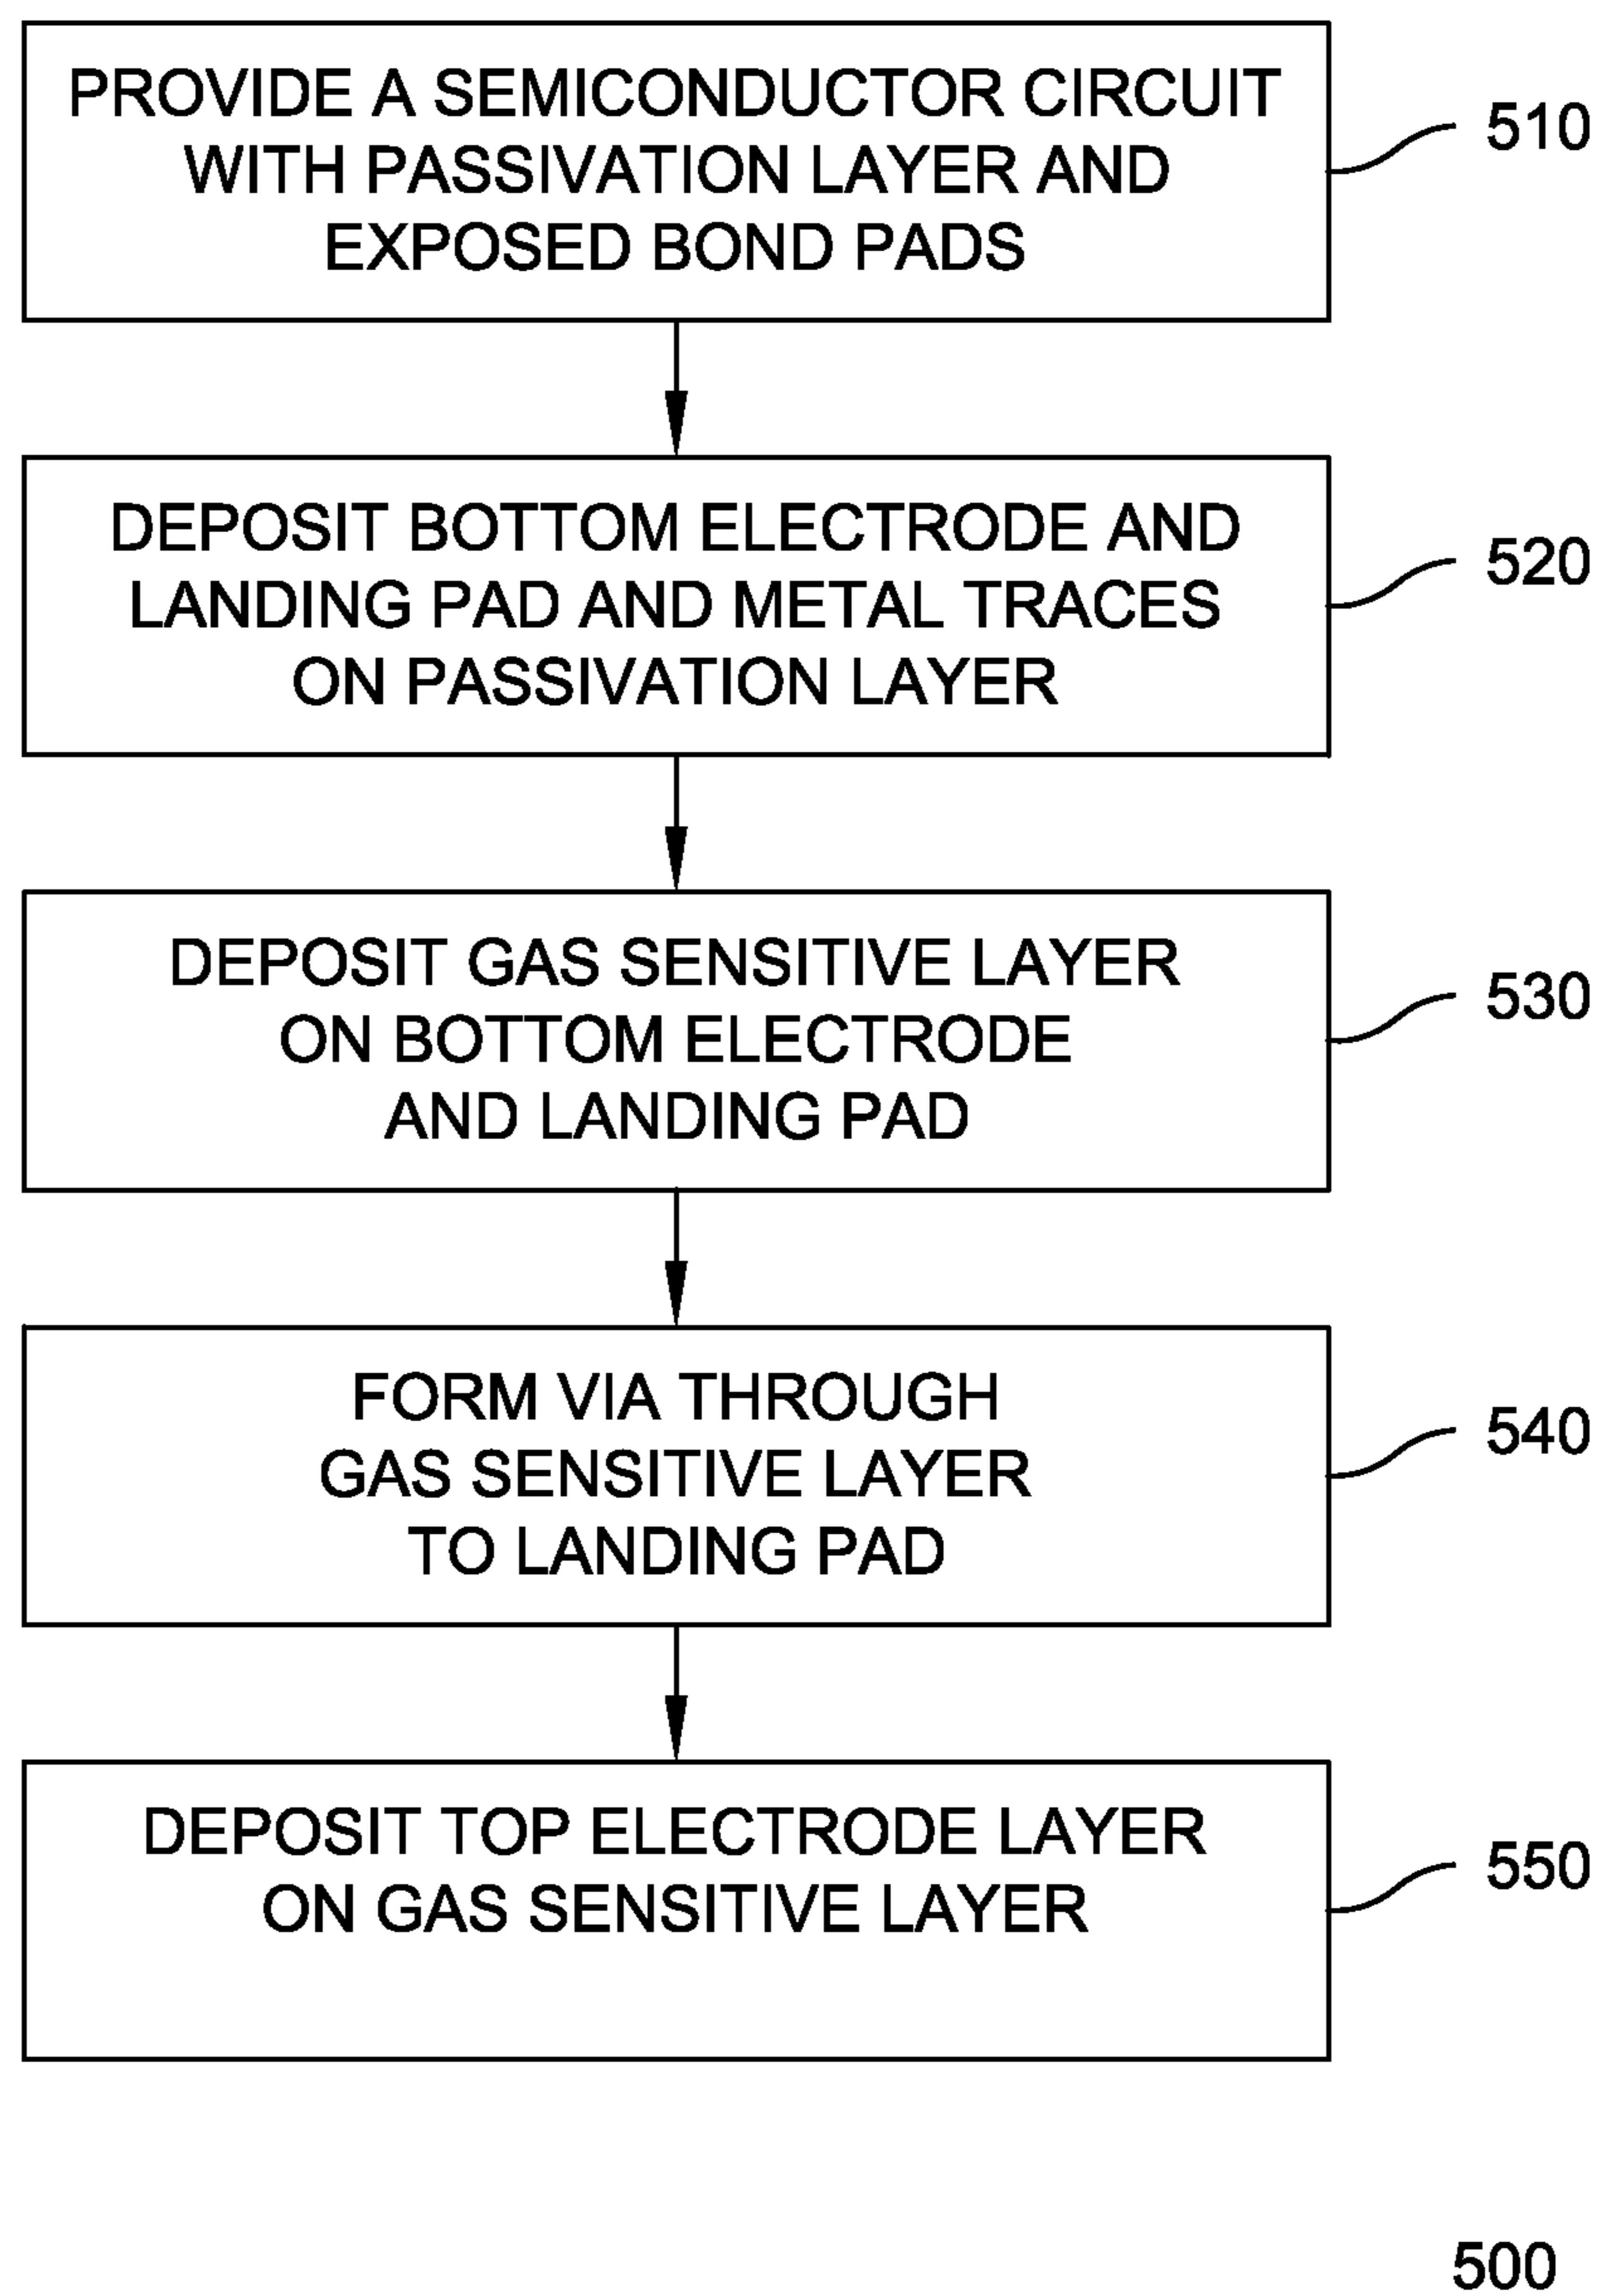 PROVIDE A SEMICONDUCTOR CIRCUIT
WITH PASSIVATION LAYER AND
EXPOSED BOND PADS
510
DEPOSIT BOTTOM ELECTRODE AND
LANDING PAD AND METAL TRACES
ON PASSIVATION LAYER
520
DEPOSIT GAS SENSITIVE LAYER
ON BOTTOM ELECTRODE
AND LANDING PAD
530
FORM VIA THROUGH
GAS SENSITIVE LAYER
TO LANDING PAD
540
DEPOSIT TOP ELECTRODE LAYER
ON GAS SENSITIVE LAYER
550
500